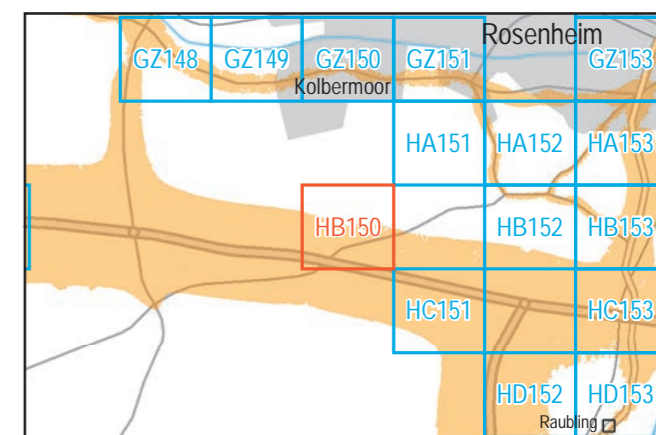 Rosenheim
GZ148 GZ149 GZ150 GZ151 GZ153
Kolbermoor
HA151 HA152 HA153
HB150 HB152 HB153
HC151 HC153
HD152 HD153
Raubling